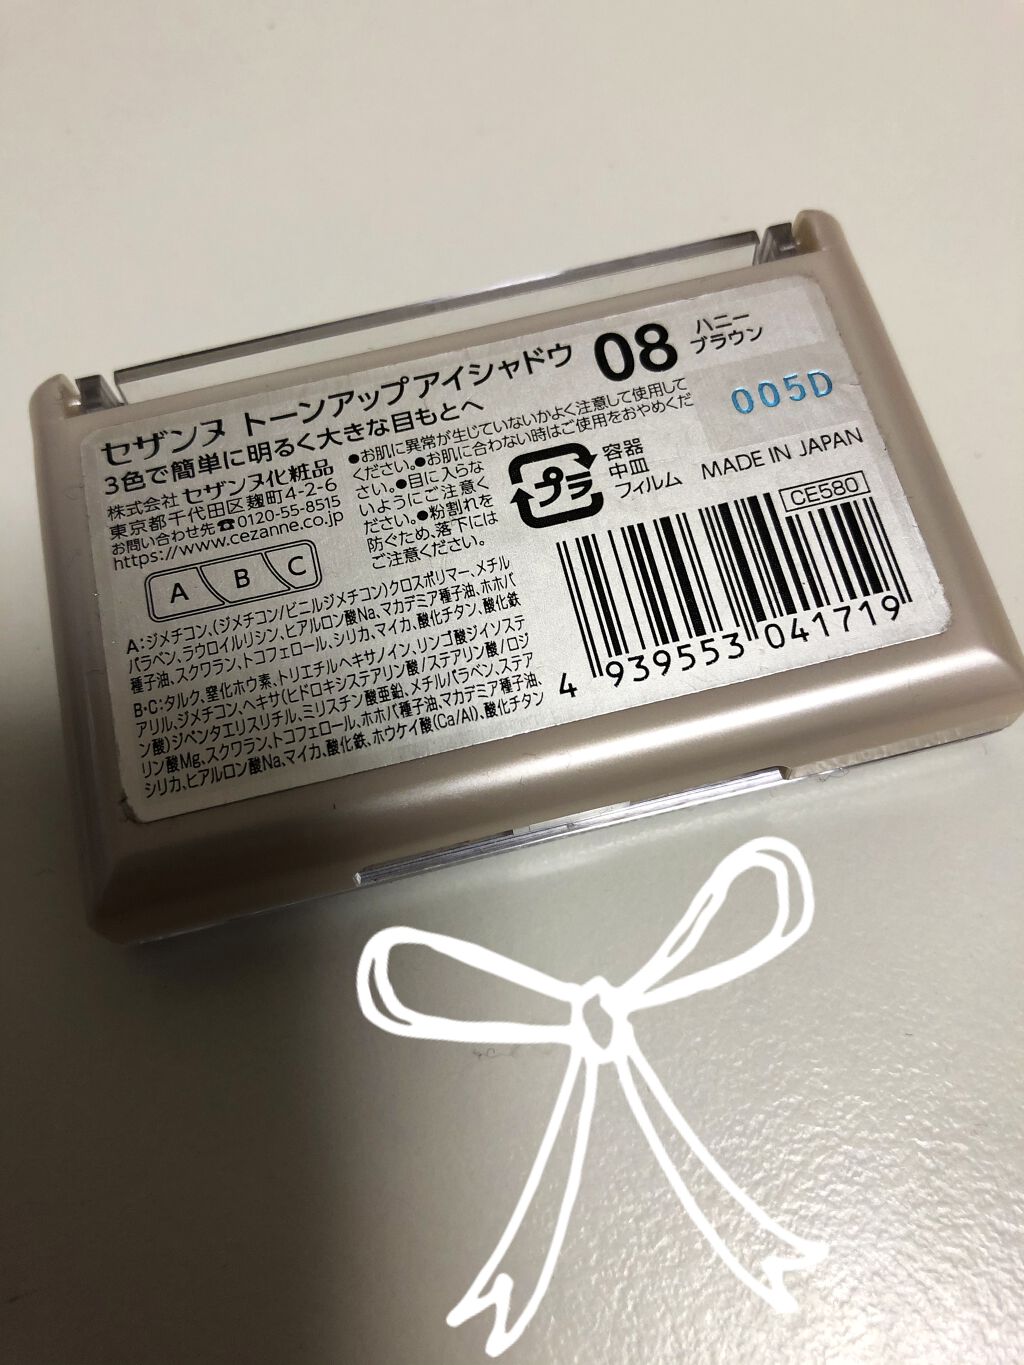 セザンヌ トーンアップアイシャドウ 08 ハニー
ブラウン
3色で簡単に明るく大きな目もとへ
株式会社 セザンヌ化粧品
東京都千代田区麹町4-2-6
お問い合わせ先☎0120-55-8515
https://www.cezanne.co.jp
●お肌に異常が生じていないかよく注意して使用して
ください。●お肌に合わない時はご使用をおやめくだ
さい。●目に入らな
いようにご注意く
ださい。●粉割れを
防ぐため、落下には
ご注意ください。
プラ
容器
中皿
フィルム
005D
MADE IN JAPAN
CE580
A B C
A:ジメチコン、(ジメチコン/ビニルジメチコン)クロスポリマー、メチル
パラベン、ラウロイルリシン、ヒアルロン酸Na、マカデミア種子油、ホホバ
種子油、スクワラン、トコフェロール、シリカ、マイカ、酸化チタン、酸化鉄
B・C:タルク、窒化ホウ素、トリエチルヘキサノイン、リンゴ酸ジイソステ
アリル、ジメチコン、ヘキサ(ヒドロキシステアリン酸/ステアリン酸/ロジ
ン酸)ジペンタエリスリチル、ミリスチン酸亜鉛、メチルパラベン、ステア
リン酸Mg、スクワラン、トコフェロール、ホホバ種子油、マカデミア種子油、
シリカ、ヒアルロン酸Na、マイカ、酸化鉄、ホウケイ酸(Ca/Al)、酸化チタン
4 939553 041719